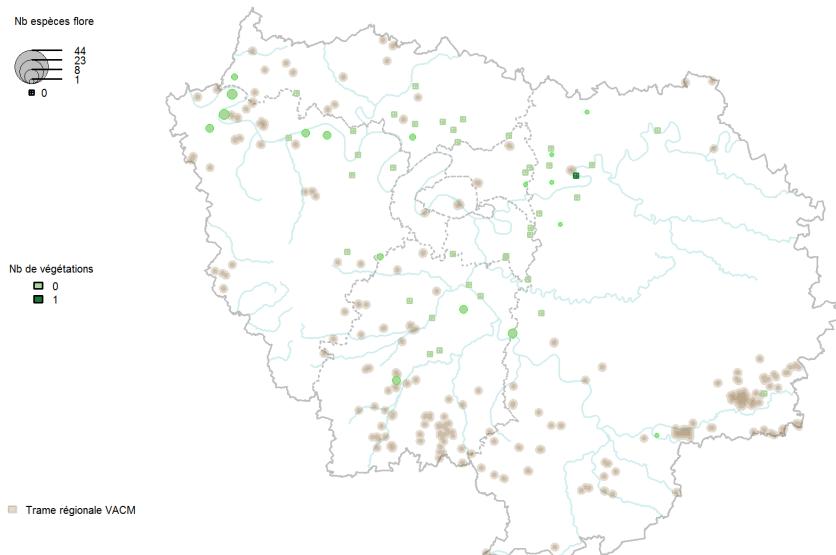 Nb espèces flore
44
23
8
1
0
Nb de végétations
0
1
Trame régionale VACM